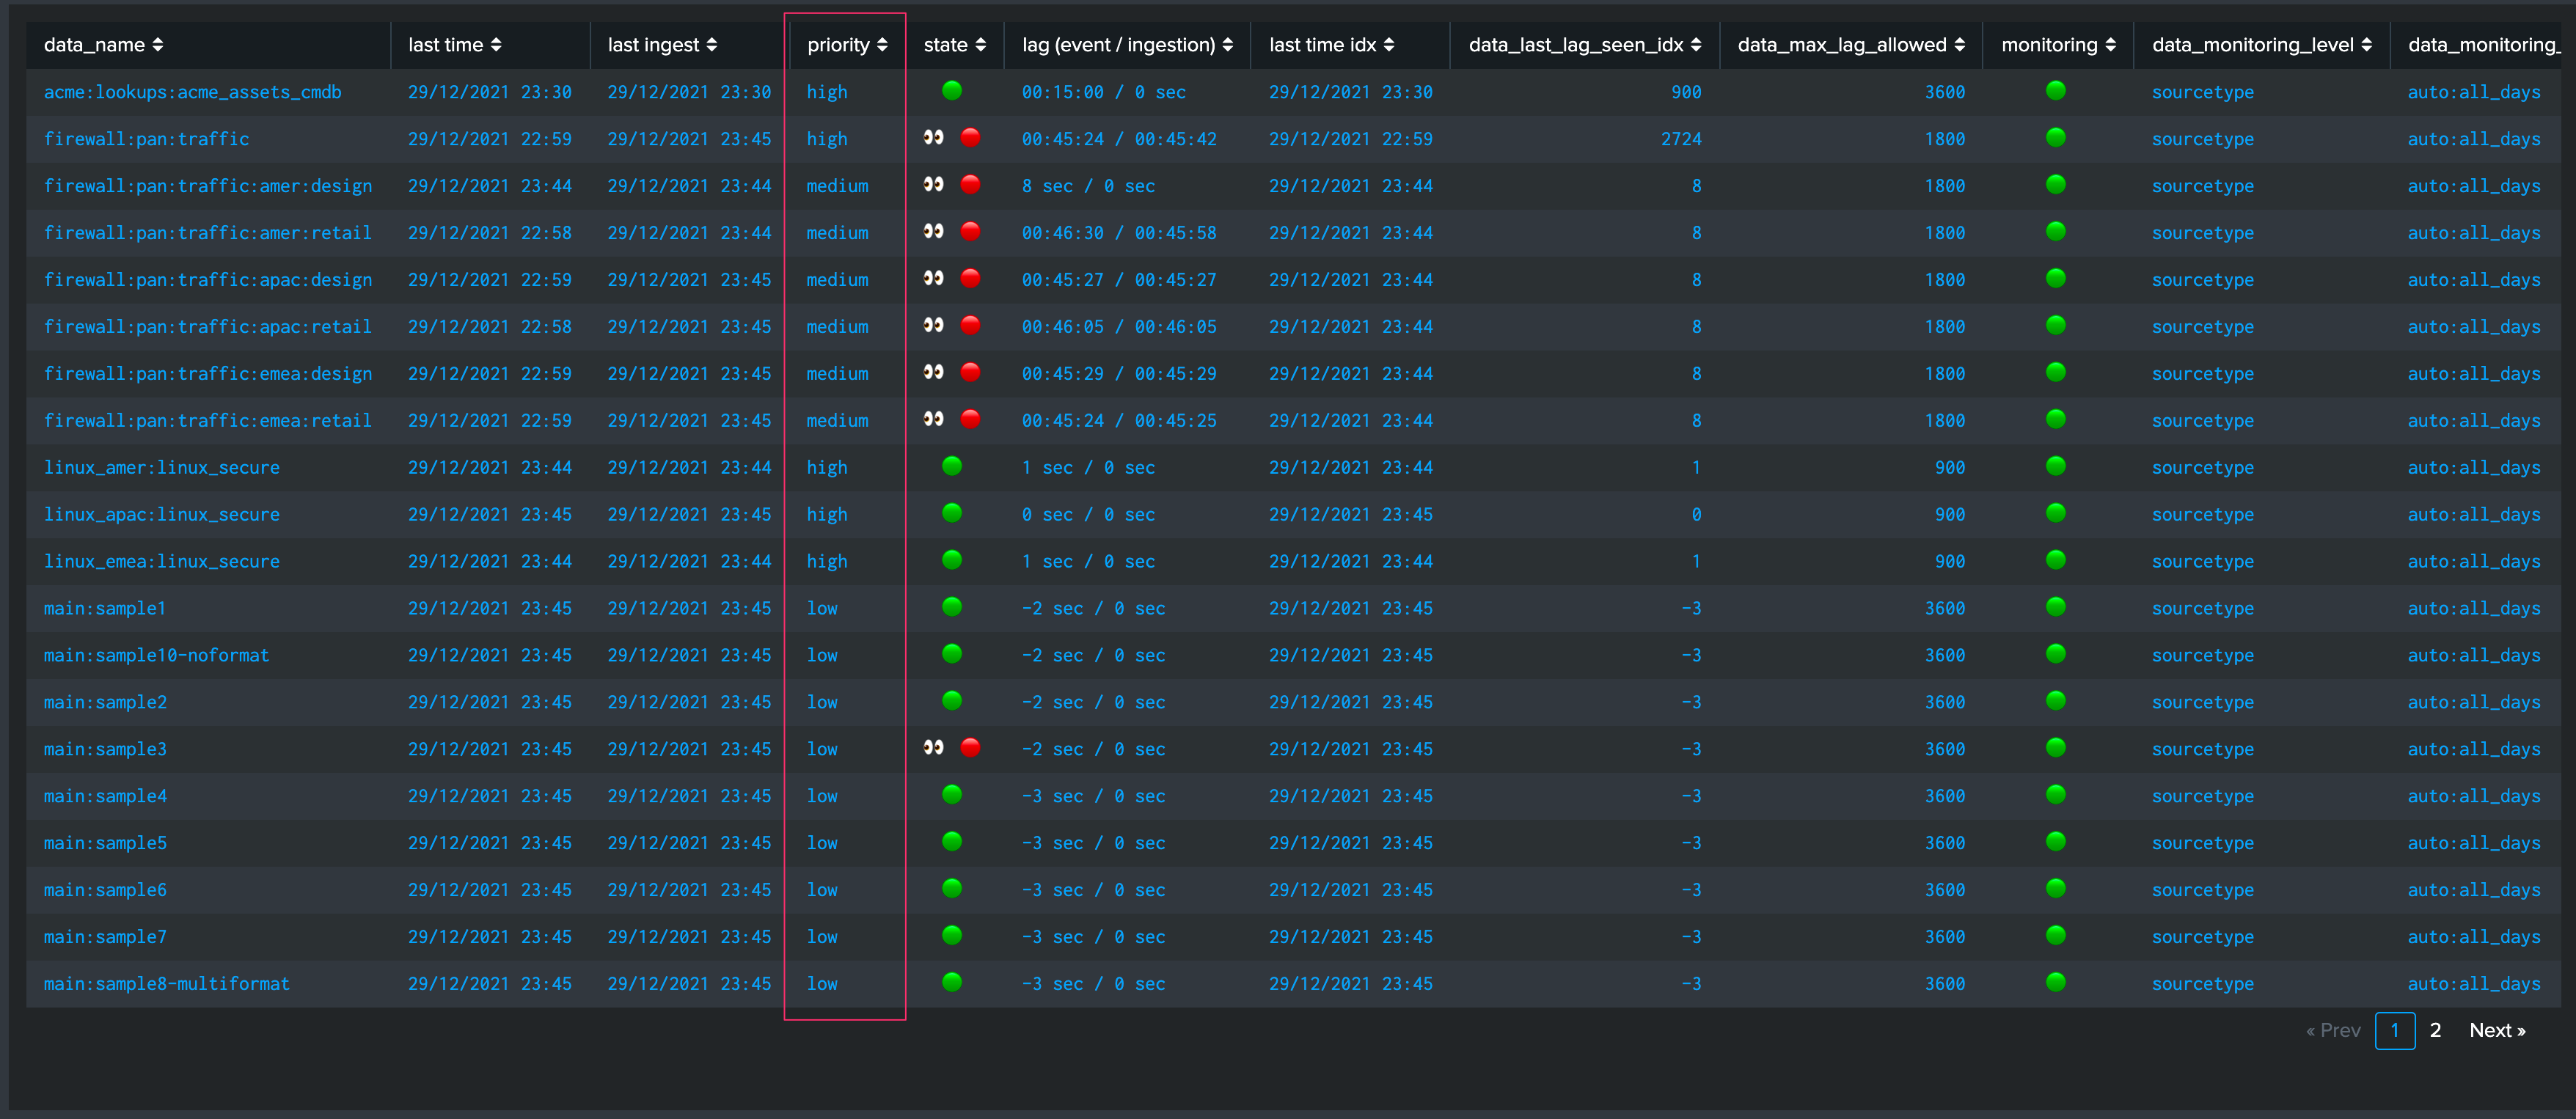 data_name last time last ingest priority state lag (event / ingestion) last time idx data_last_lag_seen_idx data_max_lag_allowed monitoring data_monitoring_level data_monitoring_
acme:lookups:acme_assets_cmdb 29/12/2021 23:30 29/12/2021 23:30 high 00:15:00 / 0 sec 29/12/2021 23:30 900 3600 sourcetype auto:all_days
firewall:pan:traffic 29/12/2021 22:59 29/12/2021 23:45 high 00:45:24 / 00:45:42 29/12/2021 22:59 2724 1800 sourcetype auto:all_days
firewall:pan:traffic:amer:design 29/12/2021 23:44 29/12/2021 23:44 medium 8 sec / 0 sec 29/12/2021 23:44 8 1800 sourcetype auto:all_days
firewall:pan:traffic:amer:retail 29/12/2021 22:58 29/12/2021 23:44 medium 00:46:30 / 00:45:58 29/12/2021 23:44 8 1800 sourcetype auto:all_days
firewall:pan:traffic:apac:design 29/12/2021 22:59 29/12/2021 23:45 medium 00:45:27 / 00:45:27 29/12/2021 23:44 8 1800 sourcetype auto:all_days
firewall:pan:traffic:apac:retail 29/12/2021 22:58 29/12/2021 23:45 medium 00:46:05 / 00:46:05 29/12/2021 23:44 8 1800 sourcetype auto:all_days
firewall:pan:traffic:emea:design 29/12/2021 22:59 29/12/2021 23:45 medium 00:45:29 / 00:45:29 29/12/2021 23:44 8 1800 sourcetype auto:all_days
firewall:pan:traffic:emea:retail 29/12/2021 22:59 29/12/2021 23:45 medium 00:45:24 / 00:45:25 29/12/2021 23:44 8 1800 sourcetype auto:all_days
linux_amer:linux_secure 29/12/2021 23:44 29/12/2021 23:44 high 1 sec / 0 sec 29/12/2021 23:44 1 900 sourcetype auto:all_days
linux_apac:linux_secure 29/12/2021 23:45 29/12/2021 23:45 high 0 sec / 0 sec 29/12/2021 23:45 0 900 sourcetype auto:all_days
linux_emea:linux_secure 29/12/2021 23:44 29/12/2021 23:44 high 1 sec / 0 sec 29/12/2021 23:44 1 900 sourcetype auto:all_days
main:sample1 29/12/2021 23:45 29/12/2021 23:45 low -2 sec / 0 sec 29/12/2021 23:45 -3 3600 sourcetype auto:all_days
main:sample10-noformat 29/12/2021 23:45 29/12/2021 23:45 low -2 sec / 0 sec 29/12/2021 23:45 -3 3600 sourcetype auto:all_days
main:sample2 29/12/2021 23:45 29/12/2021 23:45 low -2 sec / 0 sec 29/12/2021 23:45 -3 3600 sourcetype auto:all_days
main:sample3 29/12/2021 23:45 29/12/2021 23:45 low -2 sec / 0 sec 29/12/2021 23:45 -3 3600 sourcetype auto:all_days
main:sample4 29/12/2021 23:45 29/12/2021 23:45 low -3 sec / 0 sec 29/12/2021 23:45 -3 3600 sourcetype auto:all_days
main:sample5 29/12/2021 23:45 29/12/2021 23:45 low -3 sec / 0 sec 29/12/2021 23:45 -3 3600 sourcetype auto:all_days
main:sample6 29/12/2021 23:45 29/12/2021 23:45 low -3 sec / 0 sec 29/12/2021 23:45 -3 3600 sourcetype auto:all_days
main:sample7 29/12/2021 23:45 29/12/2021 23:45 low -3 sec / 0 sec 29/12/2021 23:45 -3 3600 sourcetype auto:all_days
main:sample8-multiformat 29/12/2021 23:45 29/12/2021 23:45 low -3 sec / 0 sec 29/12/2021 23:45 -3 3600 sourcetype auto:all_days
« Prev 1 2 Next »